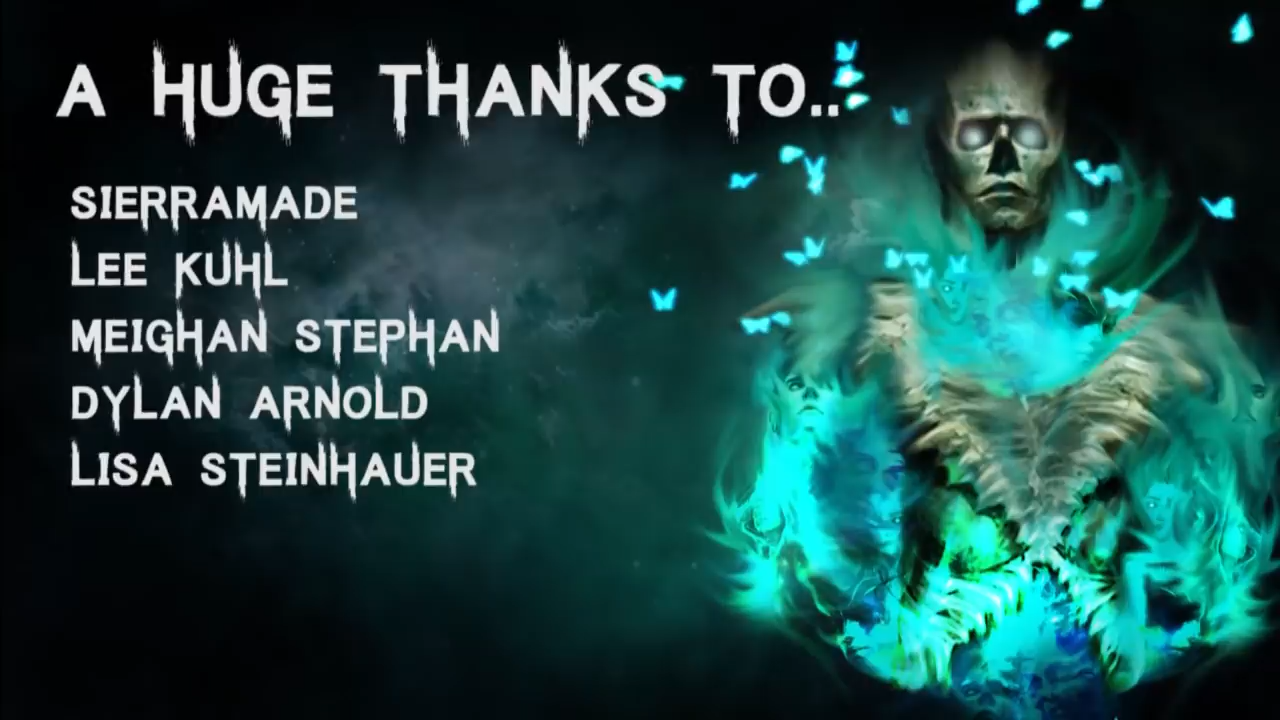 A HUGE THANKS TO..
SIERRAMADE
LEE KUHL
MEIGHAN STEPHAN
DYLAN ARNOLD
LISA STEINHAUER